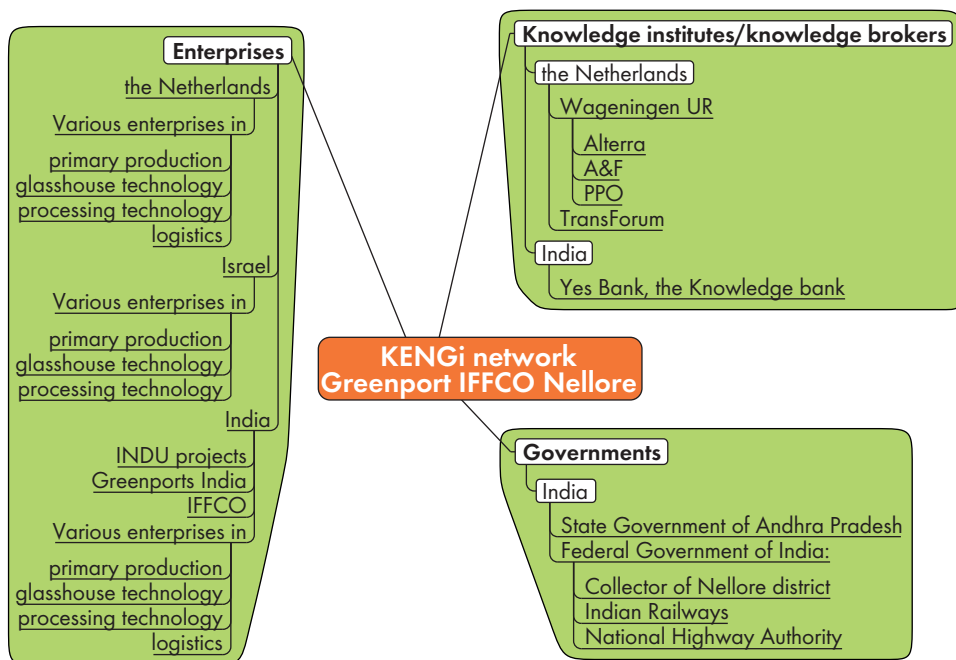 Enterprises
the Netherlands
Various enterprises in
primary production
glasshouse technology
processing technology
logistics
Israel
Various enterprises in
primary production
glasshouse technology
processing technology
India
INDU projects
Greenports India
IFFCO
Various enterprises in
primary production
glasshouse technology
processing technology
logistics
Knowledge institutes/knowledge brokers
the Netherlands
Wageningen UR
Alterra
A&F
PPO
TransForum
India
Yes Bank, the Knowledge bank
KENGi network
Greenport IFFCO Nellore
Governments
India
State Government of Andhra Pradesh
Federal Government of India:
Collector of Nellore district
Indian Railways
National Highway Authority